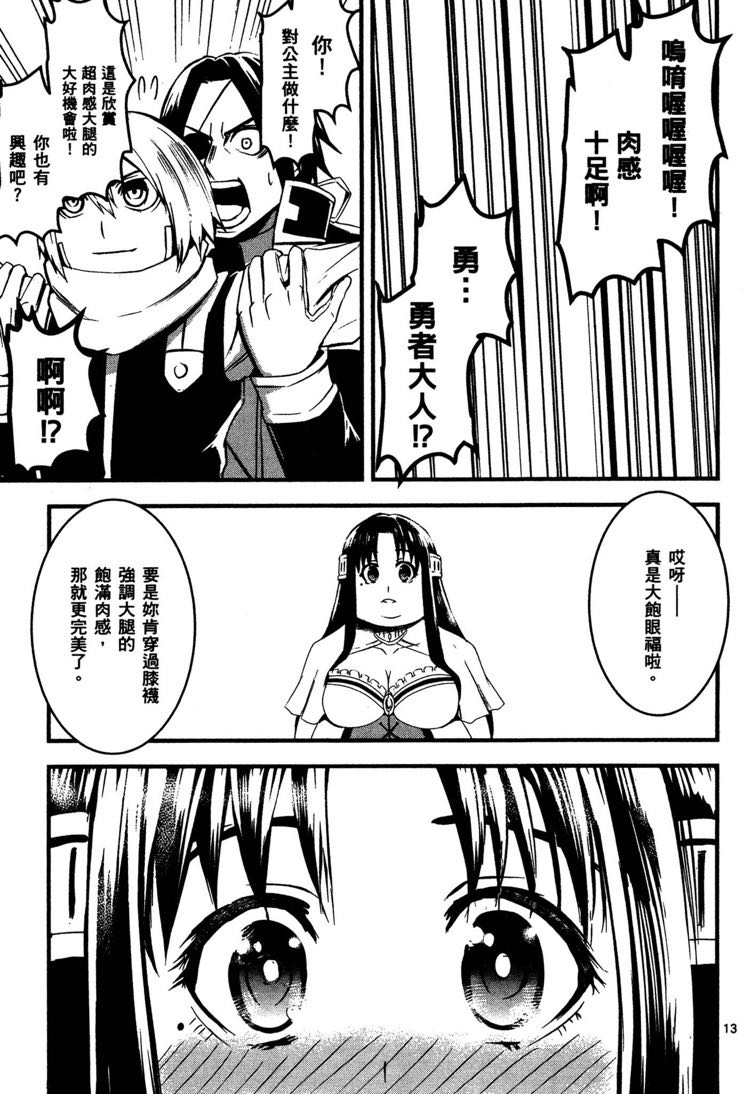 嗚唷喔喔喔喔！
肉感
十足啊！
勇…
勇者大人!?
你！
對公主做什麼！
這是欣賞
超肉感大腿的
大好機會啦！
你也有
興趣吧？
啊啊!?
哎呀——
真是大飽眼福啦。
要是妳肯穿過膝襪
強調大腿的
飽滿肉感，
那就更完美了。
13